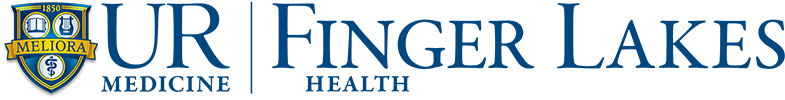 1850
MELIORA
UR
MEDICINE
FINGER LAKES
HEALTH